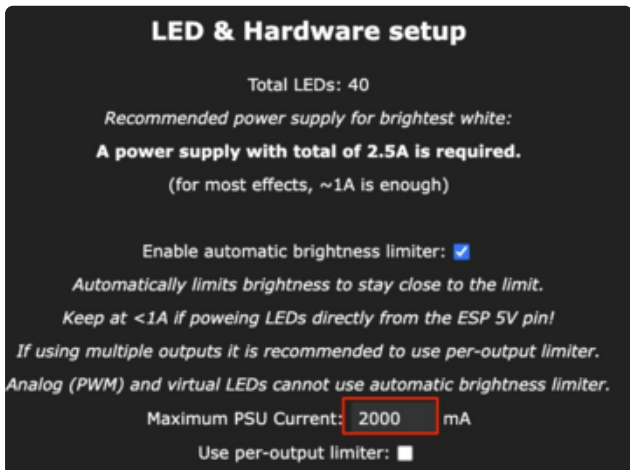 LED & Hardware setup
Total LEDs: 40
Recommended power supply for brightest white:
A power supply with total of 2.5A is required.
(for most effects, ~1A is enough)
Enable automatic brightness limiter:
Automatically limits brightness to stay close to the limit.
Keep at <1A if poweing LEDs directly from the ESP 5V pin!
If using multiple outputs it is recommended to use per-output limiter.
Analog (PWM) and virtual LEDs cannot use automatic brightness limiter.
Maximum PSU Current: 2000 mA
Use per-output limiter: